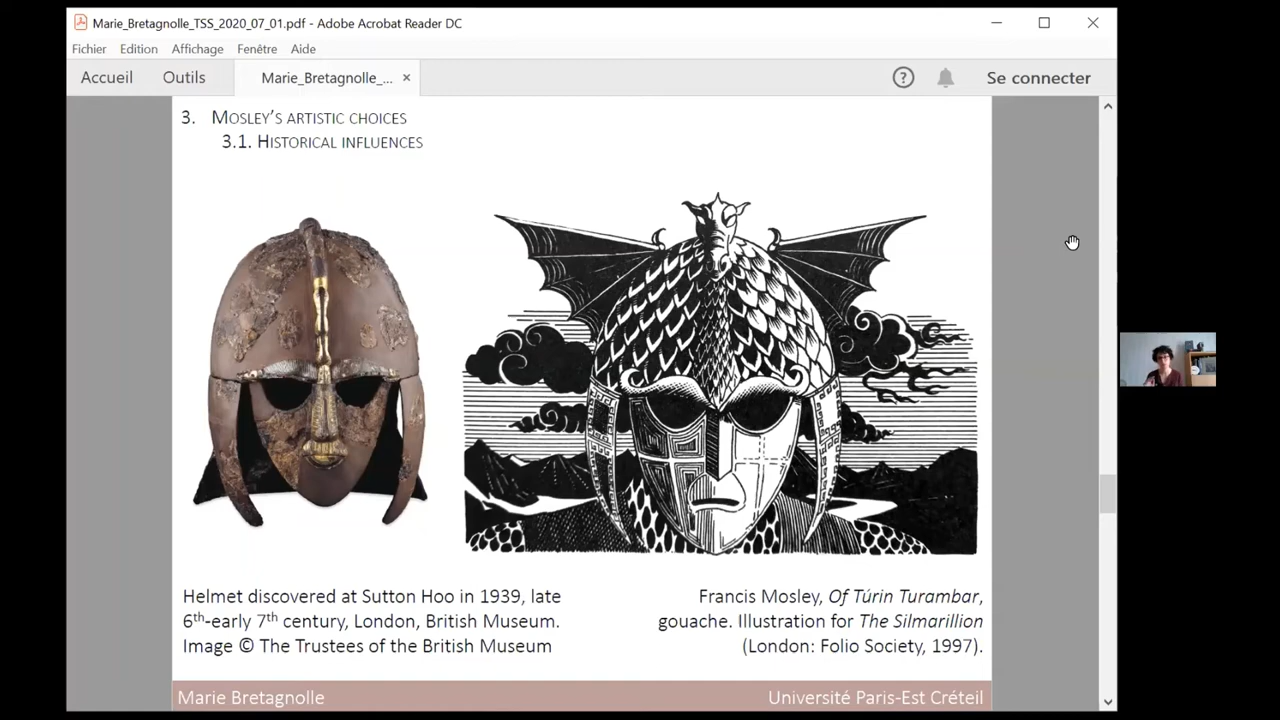 Marie_Bretagnolle_TSS_2020_07_01.pdf - Adobe Acrobat Reader DC
Fichier Edition Affichage Fenêtre Aide
Accueil Outils Marie_Bretagnolle_... × ? Se connecter
3. MOSLEY'S ARTISTIC CHOICES
3.1. HISTORICAL INFLUENCES
Helmet discovered at Sutton Hoo in 1939, late
6th-early 7th century, London, British Museum.
Image © The Trustees of the British Museum
Francis Mosley, Of Túrin Turambar,
gouache. Illustration for The Silmarillion
(London: Folio Society, 1997).
Marie Bretagnolle Université Paris-Est Créteil